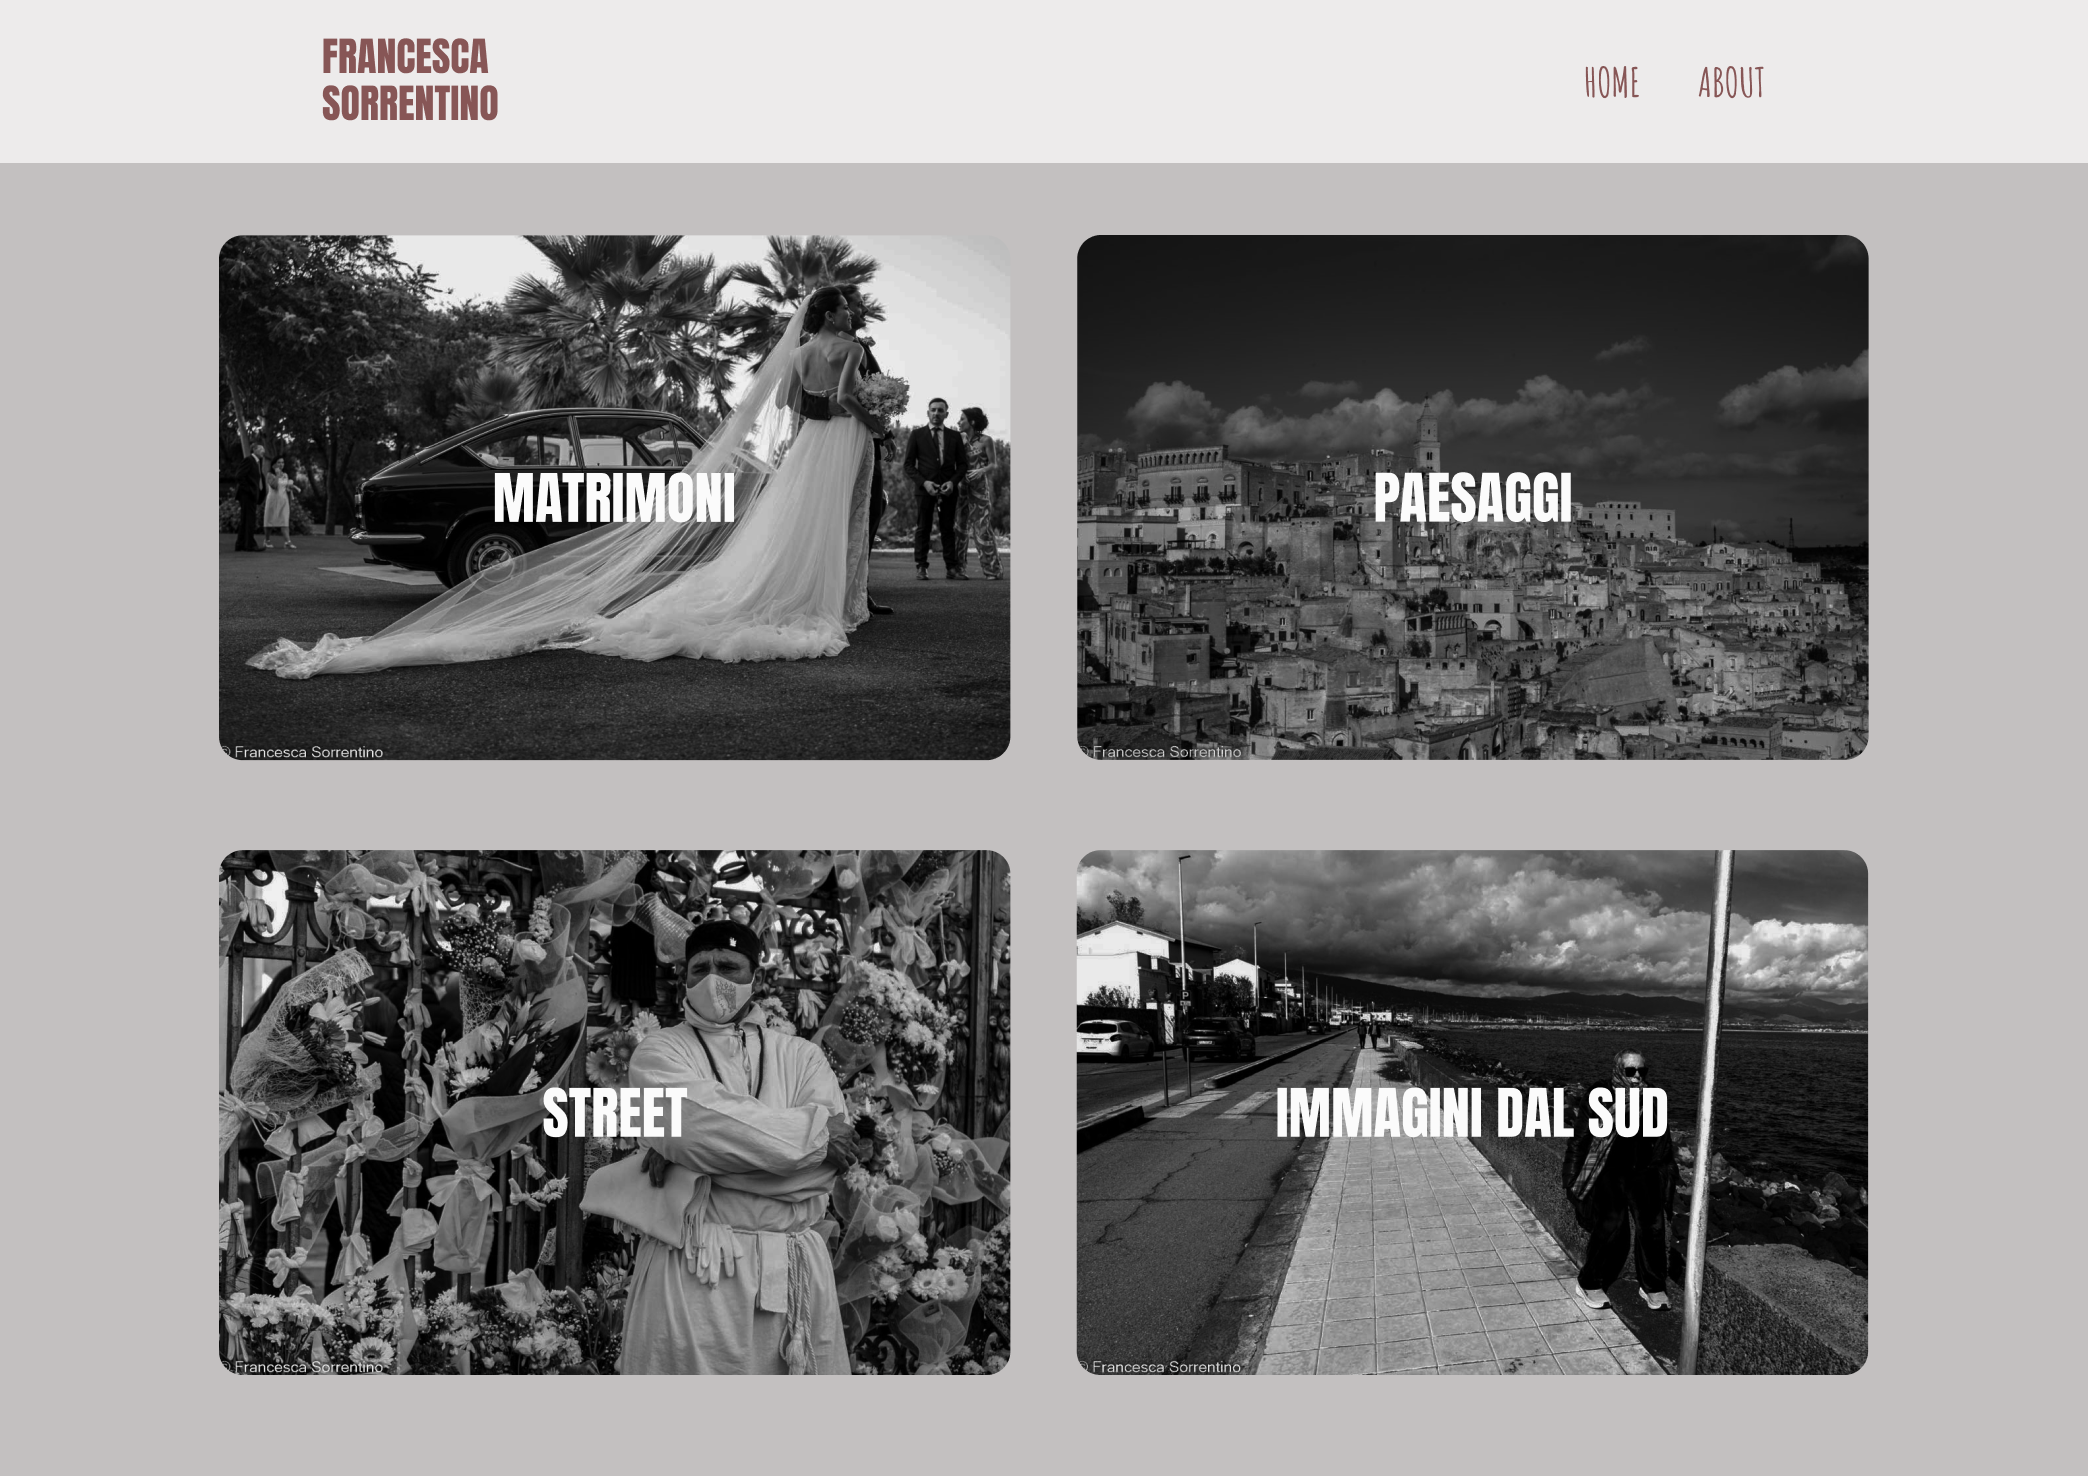 FRANCESCA
SORRENTINO
HOME
ABOUT
MATRIMONI
© Francesca Sorrentino
PAESAGGI
© Francesca Sorrentino
STREET
© Francesca Sorrentino
IMMAGINI DAL SUD
© Francesca Sorrentino